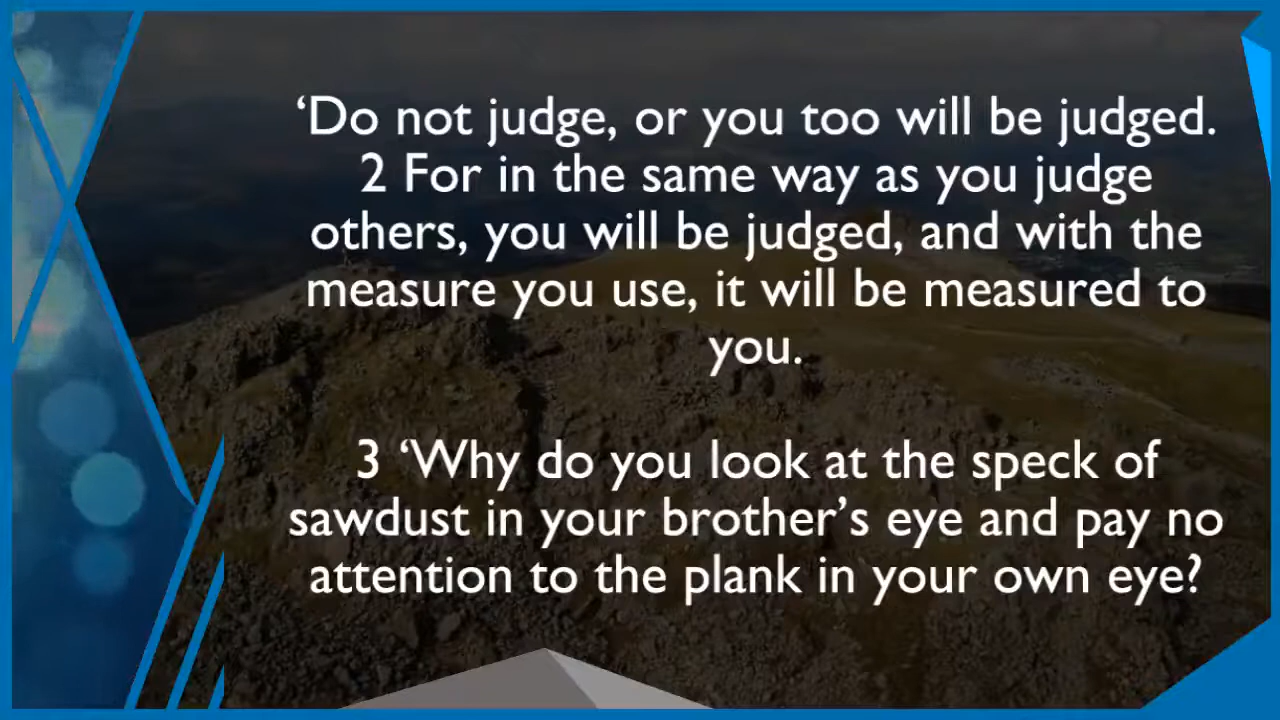 ‘Do not judge, or you too will be judged.
2 For in the same way as you judge
others, you will be judged, and with the
measure you use, it will be measured to
you.
3 ‘Why do you look at the speck of
sawdust in your brother’s eye and pay no
attention to the plank in your own eye?